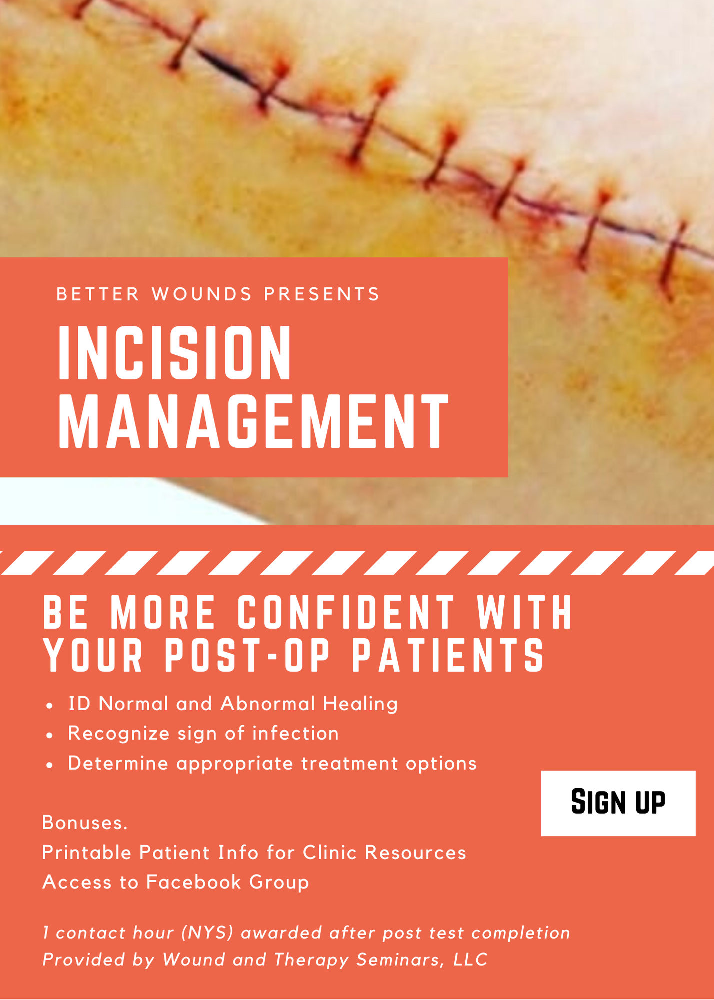 BETTER WOUNDS PRESENTS
INCISION
MANAGEMENT
BE MORE CONFIDENT WITH
YOUR POST-OP PATIENTS
• ID Normal and Abnormal Healing
• Recognize sign of infection
• Determine appropriate treatment options
SIGN UP
Bonuses.
Printable Patient Info for Clinic Resources
Access to Facebook Group
1 contact hour (NYS) awarded after post test completion
Provided by Wound and Therapy Seminars, LLC